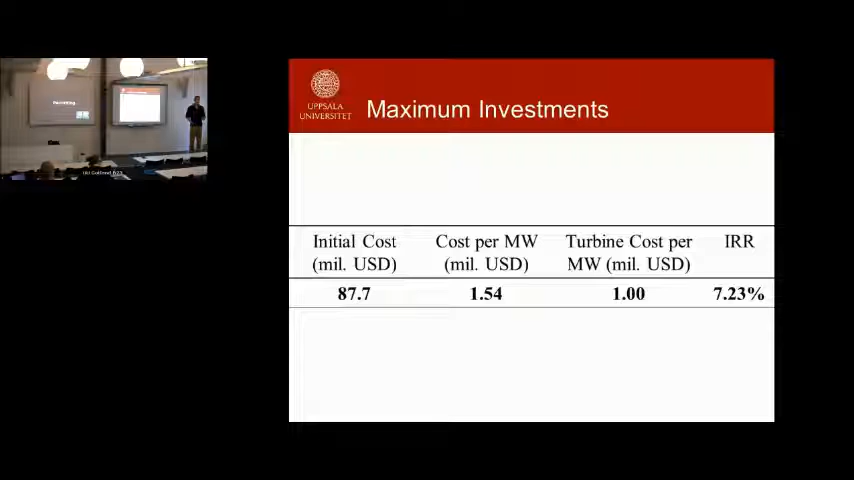 UPPSALA
UNIVERSITET
Maximum Investments
Initial Cost
(mil. USD)
Cost per MW
(mil. USD)
Turbine Cost per
MW (mil. USD)
IRR
87.7
1.54
1.00
7.23%